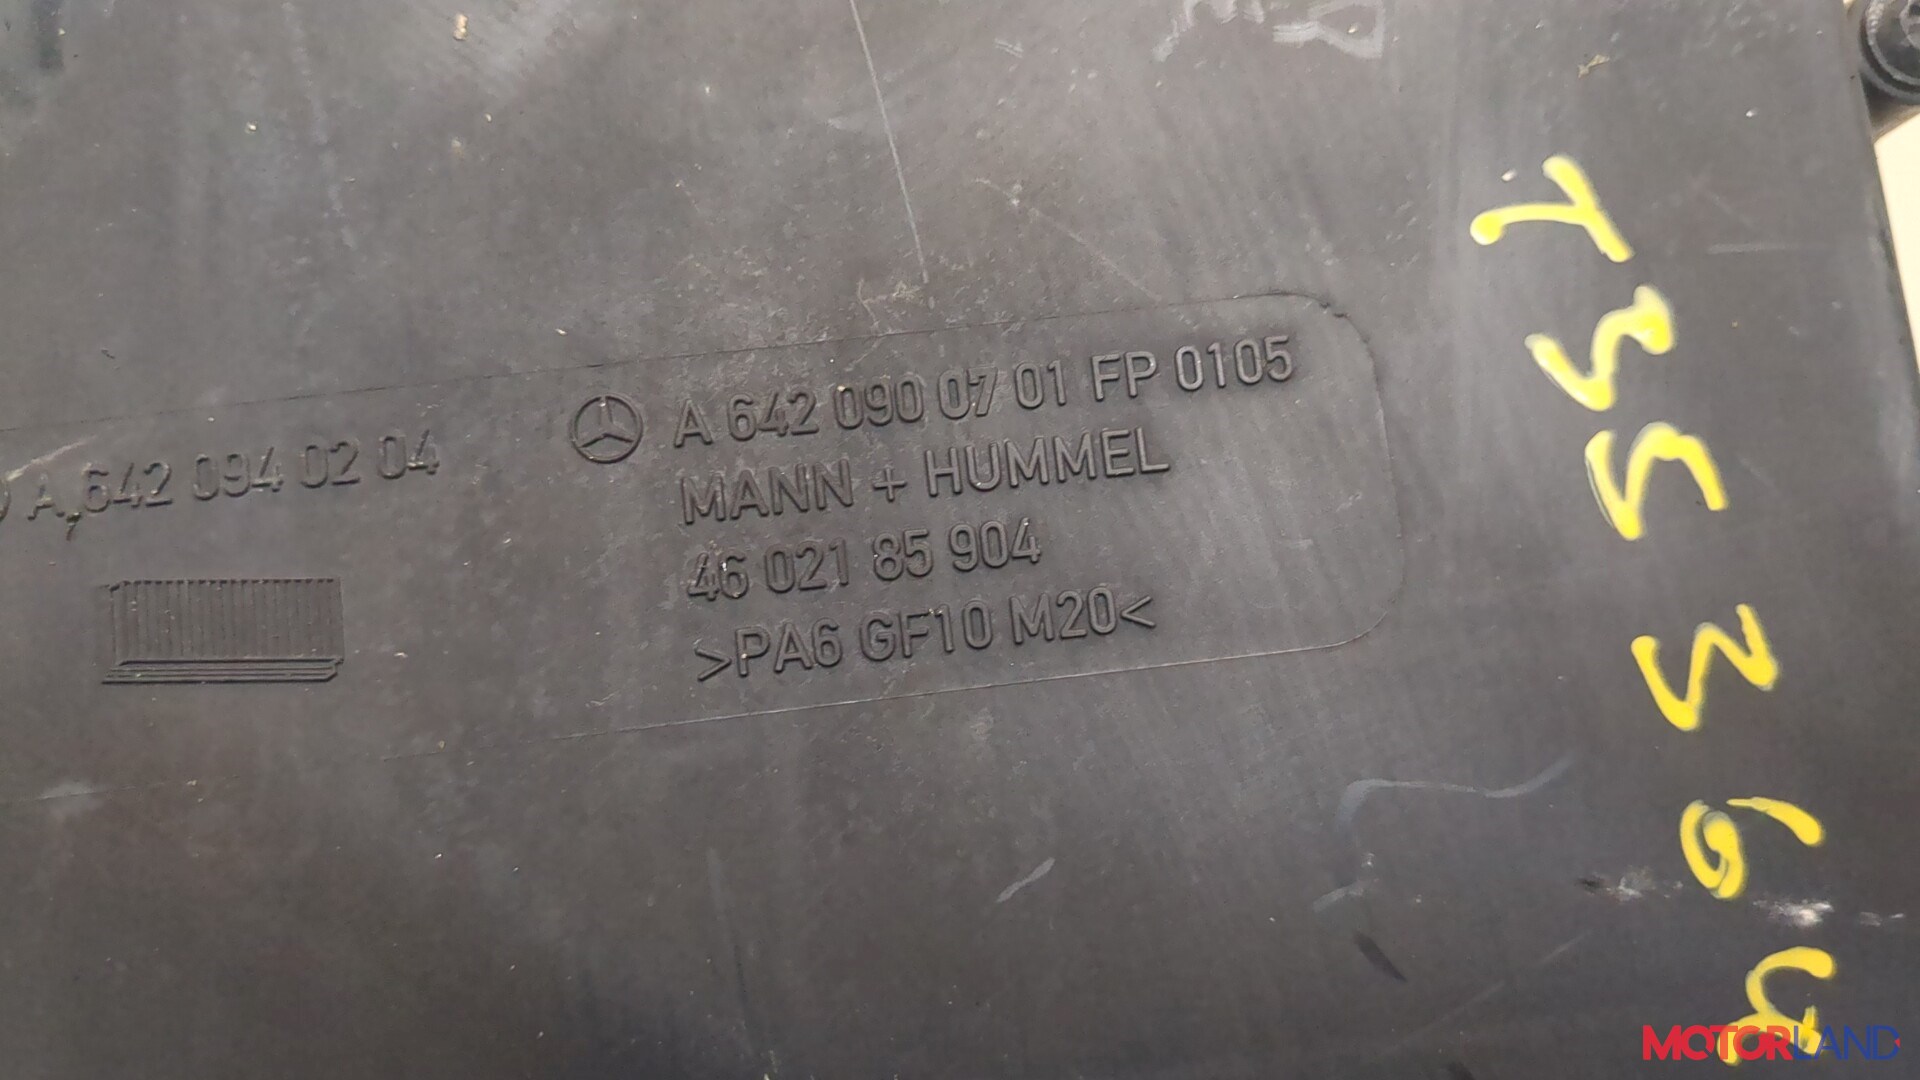 A 642 094 02 04
A 642 090 07 01 FP 0105
MANN + HUMMEL
46 021 85 904
>PA6 GF10 M20<
MOTORLAND